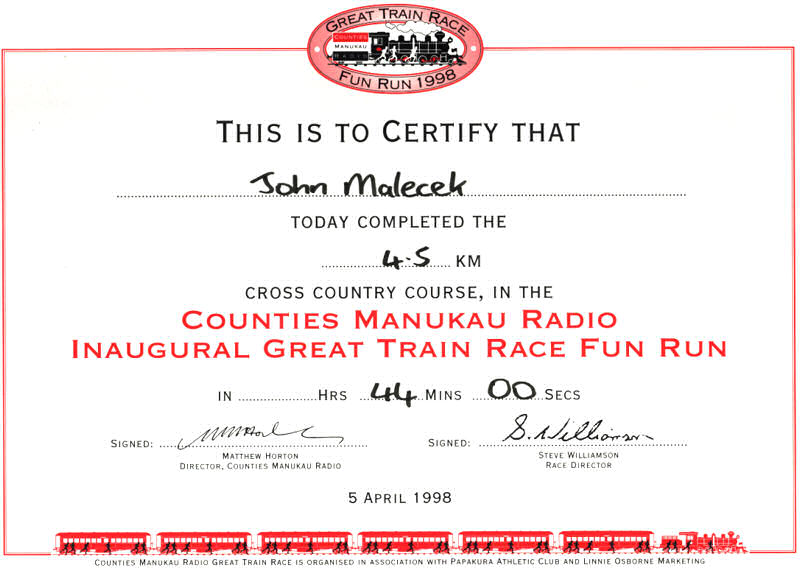 GREAT TRAIN RACE
COUNTIES
MANUKAU
RADIO
FUN RUN 1998
THIS IS TO CERTIFY THAT
John Malecek
TODAY COMPLETED THE
4.5 KM
CROSS COUNTRY COURSE, IN THE
COUNTIES MANUKAU RADIO
INAUGURAL GREAT TRAIN RACE FUN RUN
IN HRS 44 MINS 00 SECS
SIGNED: SIGNED: S. Williamson
MATTHEW HORTON STEVE WILLIAMSON
DIRECTOR, COUNTIES MANUKAU RADIO RACE DIRECTOR
5 APRIL 1998
COUNTIES MANUKAU RADIO GREAT TRAIN RACE IS ORGANISED IN ASSOCIATION WITH PAPAKURA ATHLETIC CLUB AND LINNIE OSBORNE MARKETING